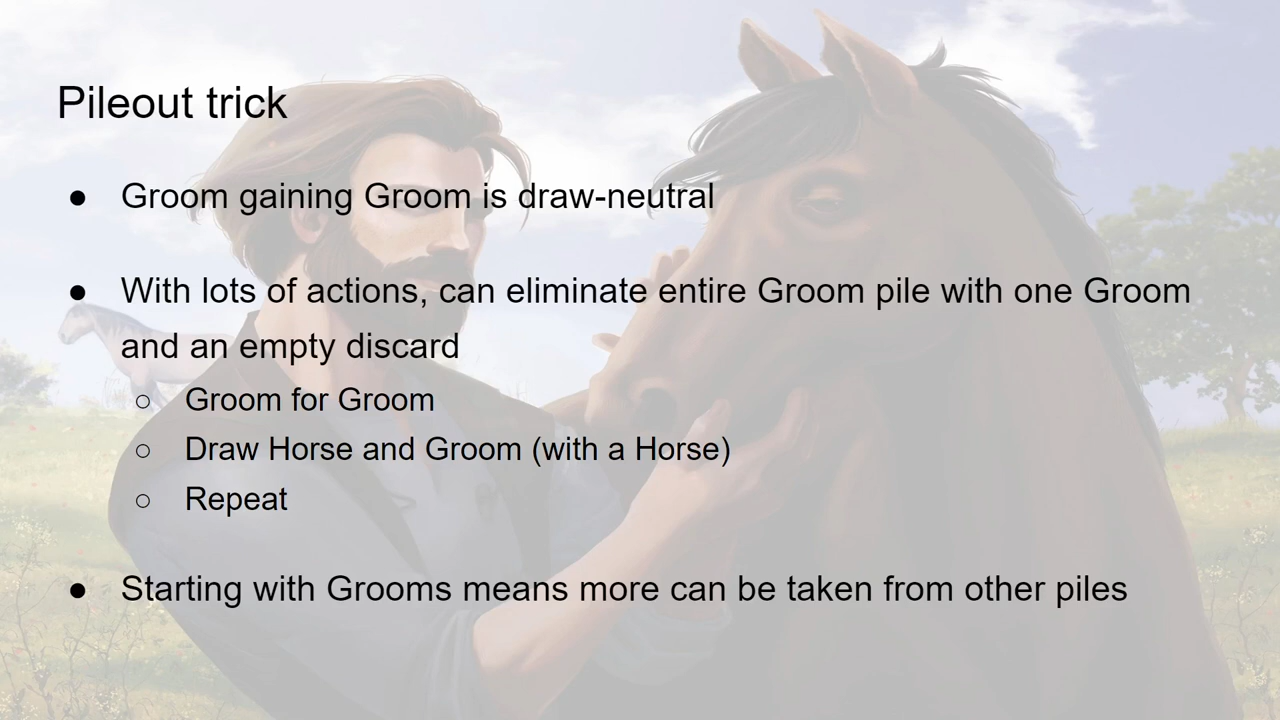 Pileout trick
● Groom gaining Groom is draw-neutral
● With lots of actions, can eliminate entire Groom pile with one Groom
and an empty discard
○ Groom for Groom
○ Draw Horse and Groom (with a Horse)
○ Repeat
● Starting with Grooms means more can be taken from other piles